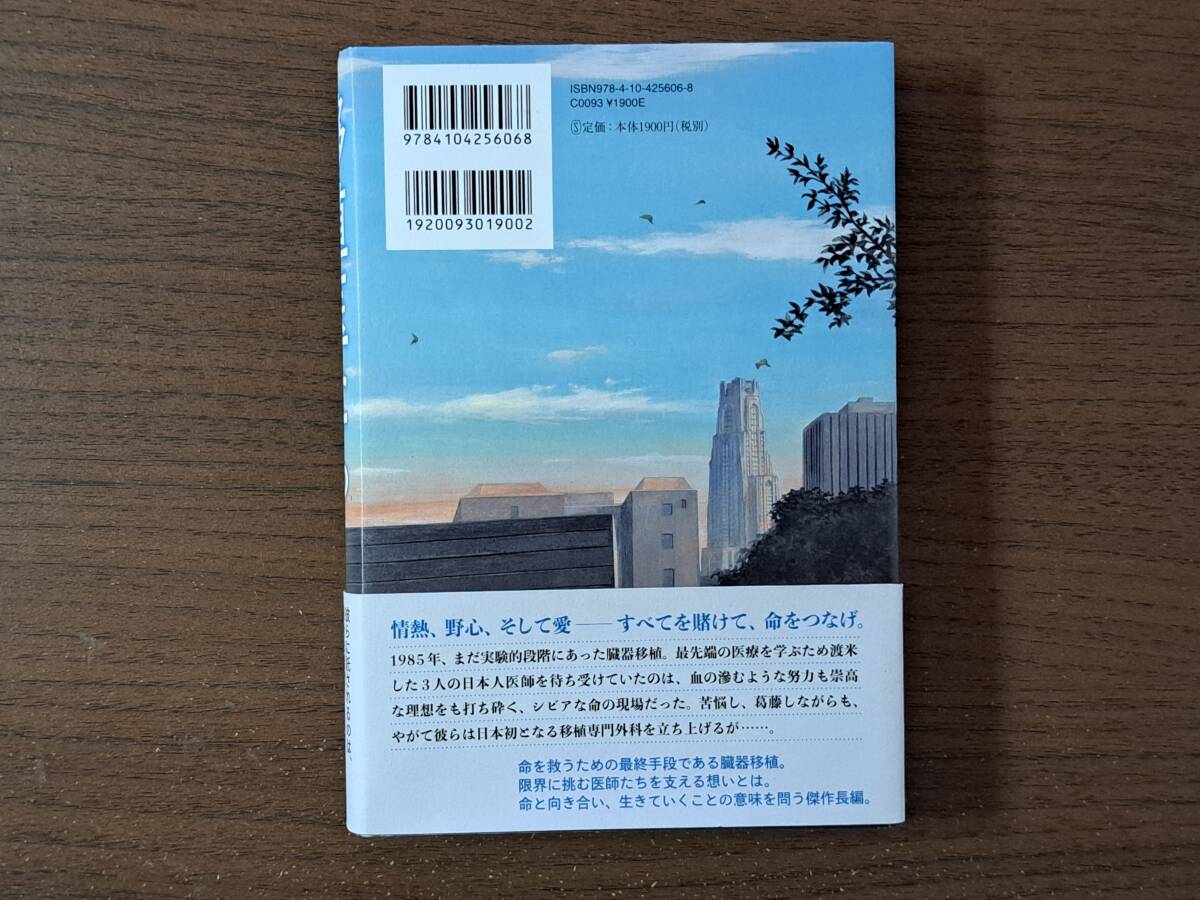 9784104256068
1920093019002
ISBN978-4-10-425606-8
C0093 ¥1900E
Ⓢ定価：本体1900円(税別)
情熱、野心、そして愛――すべてを賭けて、命をつなげ。
1985年、まだ実験的段階にあった臓器移植。最先端の医療を学ぶため渡米
した3人の日本人医師を待ち受けていたのは、血の滲むような努力も崇高
な理想をも打ち砕く、シビアな命の現場だった。苦悩し、葛藤しながらも、
やがて彼らは日本初となる移植専門外科を立ち上げるが……。
命を救うための最終手段である臓器移植。
限界に挑む医師たちを支える想いとは。
命と向き合い、生きていくことの意味を問う傑作長編。